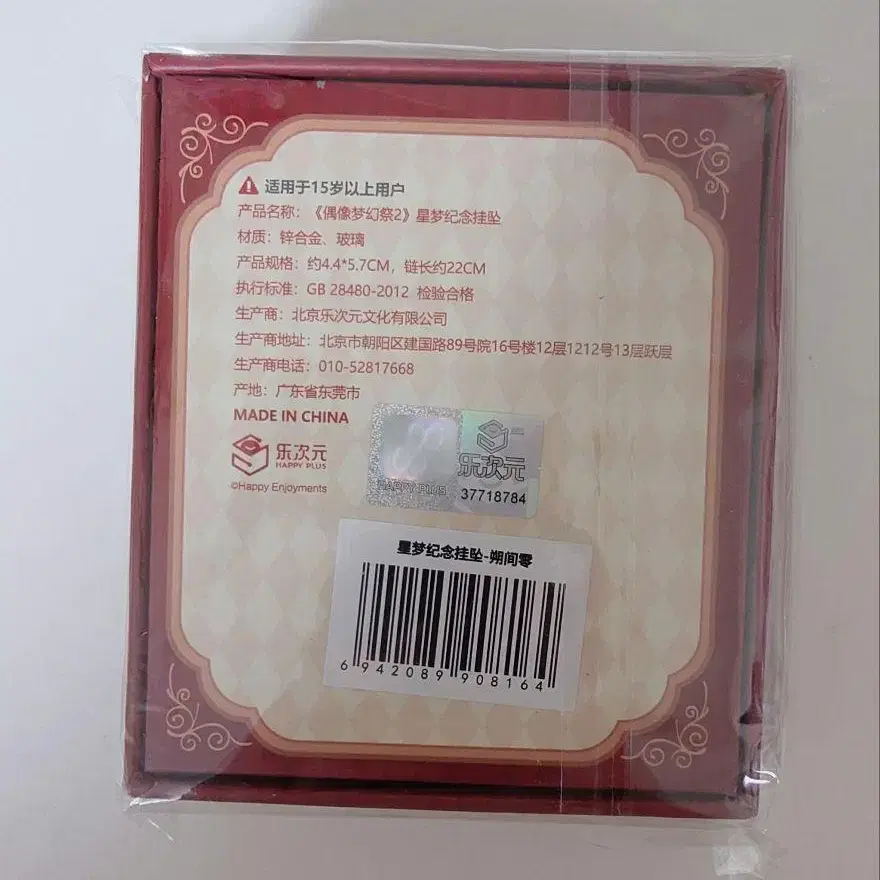 适用于15岁以上用户
产品名称：《偶像梦幻祭2》星梦纪念挂坠
材质：锌合金、玻璃
产品规格：约4.4*5.7CM，链长约22CM
执行标准：GB 28480-2012 检验合格
生产商：北京乐次元文化有限公司
生产商地址：北京市朝阳区建国路89号院16号楼12层1212号13层跃层
生产商电话：010-52817668
产地：广东省东莞市
MADE IN CHINA
乐次元
HAPPY PLUS
©Happy Enjoyments
HAPPY PLUS
乐次元
37718784
星梦纪念挂坠-朔间零
6 942089 908164